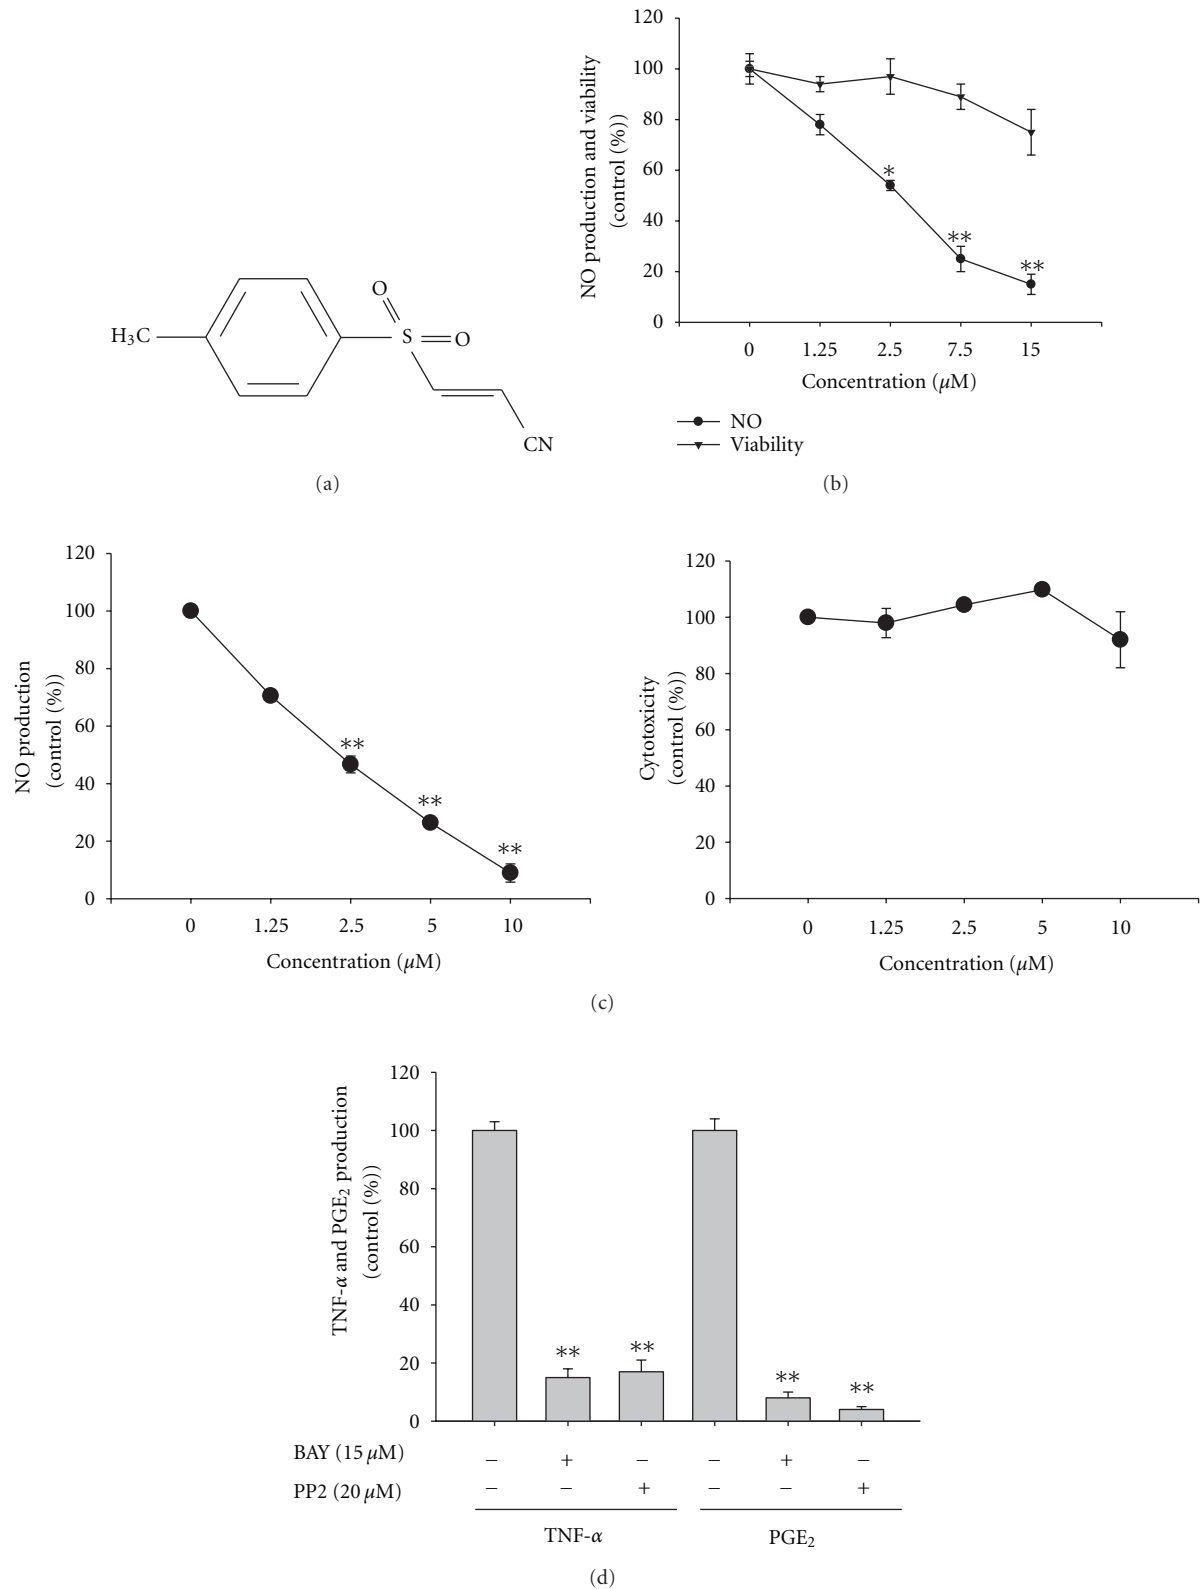 H₃C
O
S
O
CN
(a)
NO production and viability
(control (%))
120
100
80
60
40
20
0
*
**
**
0 1.25 2.5 7.5 15
Concentration (μM)
NO
Viability
(b)
NO production
(control (%))
120
100
80
60
40
20
0
**
**
**
0 1.25 2.5 5 10
Concentration (μM)
Cytotoxicity
(control (%))
120
100
80
60
40
20
0
0 1.25 2.5 5 10
Concentration (μM)
(c)
TNF-α and PGE₂ production
(control (%))
120
100
80
60
40
20
0
**
**
**
**
BAY (15 μM) − + − − + −
PP2 (20 μM) − − + − − +
TNF-α PGE₂
(d)